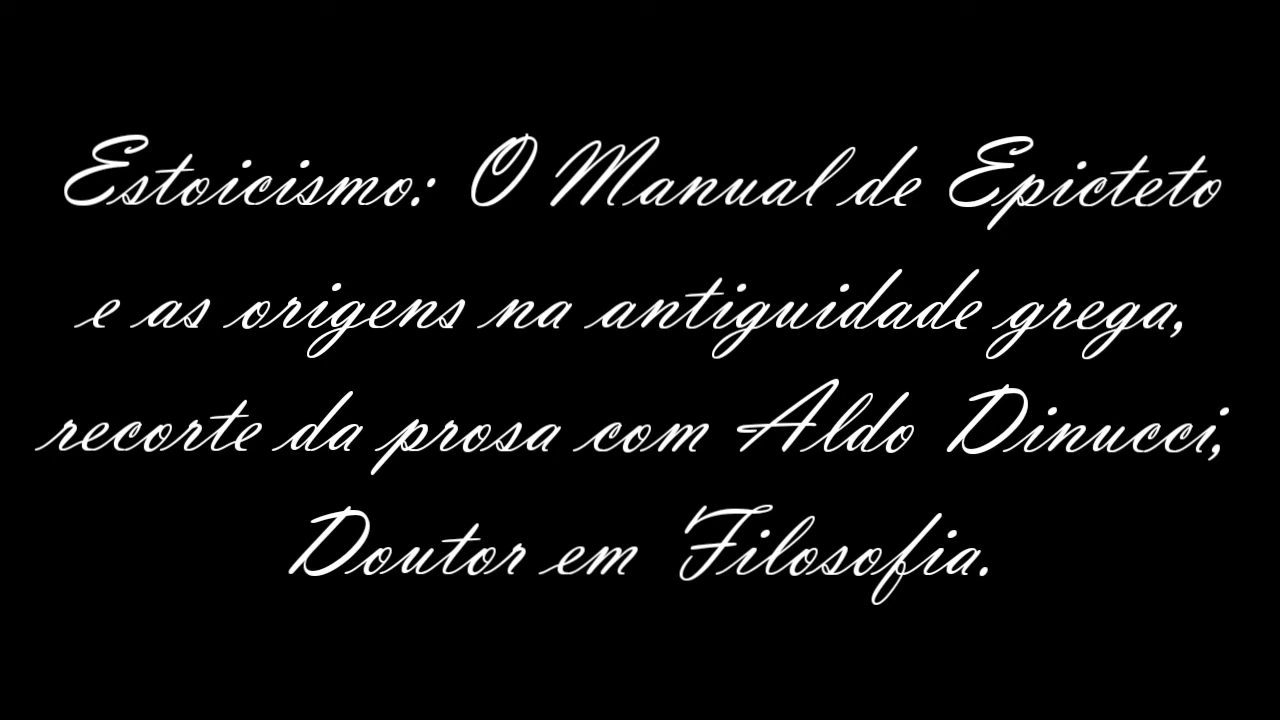 Estoicismo: O Manual de Epicteto
e as origens na antiguidade grega,
recorte da prosa com Aldo Dinucci,
Doutor em Filosofia.